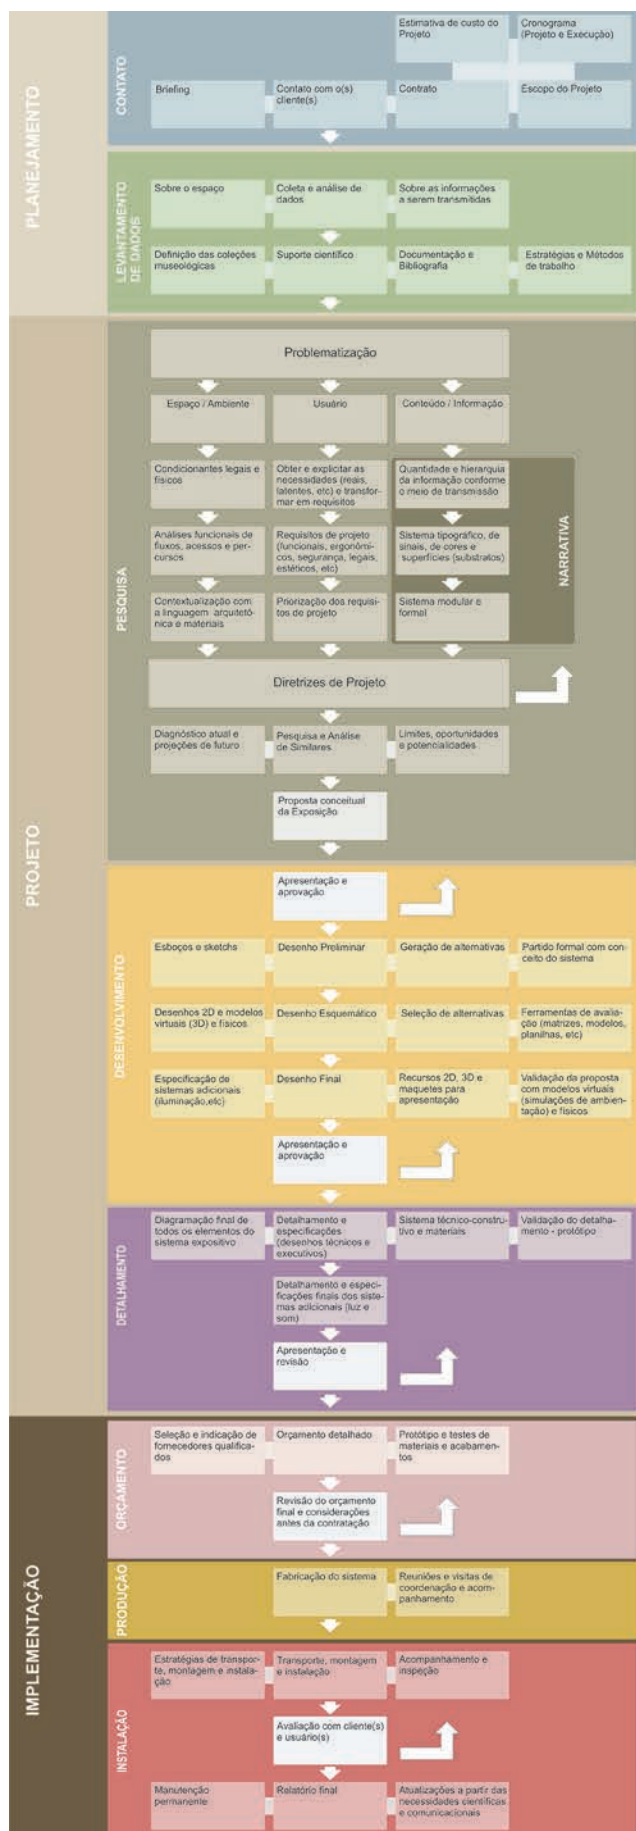 PLANEJAMENTO
CONTATO
Estimativa de custo do
Projeto
Cronograma
(Projeto e Execução)
Briefing
Contato com o(s)
cliente(s)
Contrato
Escopo do Projeto
LEVANTAMENTO
DE DADOS
Sobre o espaço
Coleta e análise de
dados
Sobre as informações
a serem transmitidas
Definição das coleções
museológicas
Suporte científico
Documentação e
Bibliografia
Estratégias e Métodos
de trabalho
PROJETO
PESQUISA
Problematização
Espaço / Ambiente
Usuário
Conteúdo / Informação
Condicionantes legais e
físicos
Obter e explicitar as
necessidades (reais,
latentes, etc) e transfor-
mar em requisitos
Quantidade e hierarquia
da informação conforme
o meio de transmissão
NARRATIVA
Análises funcionais de
fluxos, acessos e per-
cursos
Requisitos de projeto
(funcionais, ergonômi-
cos, segurança, legais,
estéticos, etc)
Sistema tipográfico, de
sinais, de cores e
superfícies (substratos)
Contextualização com
a linguagem arquitetô-
nica e materiais
Priorização dos requisi-
tos de projeto
Sistema modular e
formal
Diretrizes de Projeto
Diagnóstico atual e
projeções de futuro
Pesquisa e Análise
de Similares
Limites, oportunidades
e potencialidades
Proposta conceitual
da Exposição
DESENVOLVIMENTO
Apresentação e
aprovação
Esboços e sketchs
Desenho Preliminar
Geração de alternativas
Partido formal com con-
ceito do sistema
Desenhos 2D e modelos
virtuais (3D) e físicos
Desenho Esquemático
Seleção de alternativas
Ferramentas de avalia-
ção (matrizes, modelos,
planilhas, etc)
Especificação de
sistemas adicionais
(iluminação,etc)
Desenho Final
Recursos 2D, 3D e
maquetes para
apresentação
Validação da proposta
com modelos virtuais
(simulações de ambien-
tação) e físicos
Apresentação e
aprovação
DETALHAMENTO
Diagramação final de
todos os elementos do
sistema expositivo
Detalhamento e
especificações
(desenhos técnicos e
executivos)
Sistema técnico-constru-
tivo e materiais
Validação do detalha-
mento - protótipo
Detalhamento e especi-
ficações finais dos siste-
mas adicionais (luz e
som)
Apresentação e
revisão
IMPLEMENTAÇÃO
ORÇAMENTO
Seleção e indicação de
fornecedores qualifica-
dos
Orçamento detalhado
Protótipo e testes de
materiais e acabamen-
tos
Revisão do orçamento
final e considerações
antes da contratação
PRODUÇÃO
Fabricação do sistema
Reuniões e visitas de
coordenação e acom-
panhamento
INSTALAÇÃO
Estratégias de transpor-
te, montagem e instala-
ção
Transporte, montagem
e instalação
Acompanhamento e
inspeção
Avaliação com cliente(s)
e usuário(s)
Manutenção
permanente
Relatório final
Atualizações a partir das
necessidades científicas
e comunicacionais